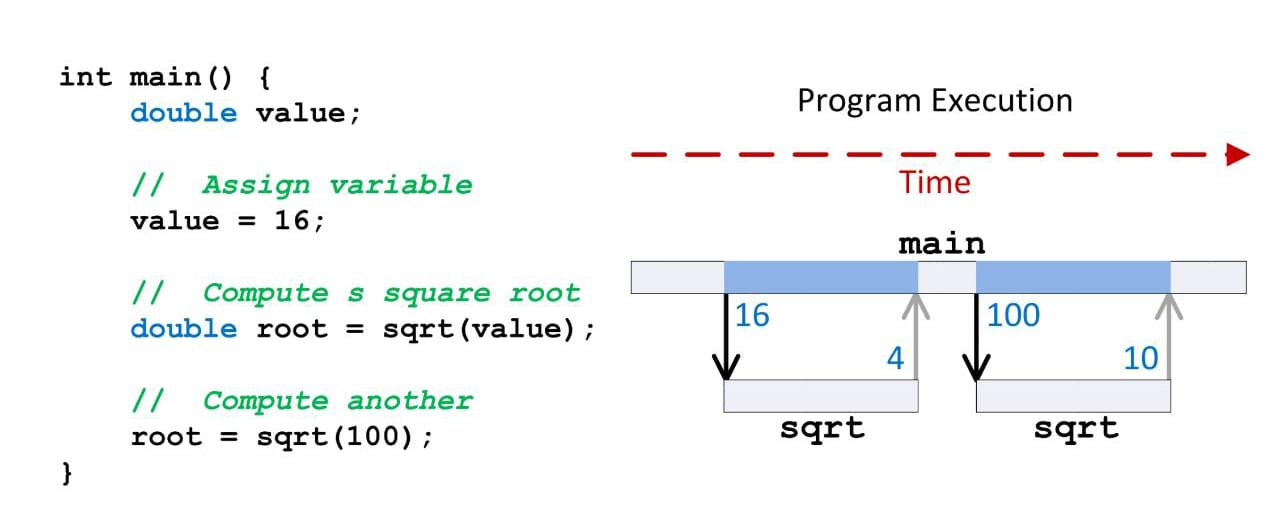 int main() {
double value;
// Assign variable
value = 16;
// Compute s square root
double root = sqrt(value);
// Compute another
root = sqrt(100);
}
Program Execution
Time
main
16
100
4
10
sqrt
sqrt